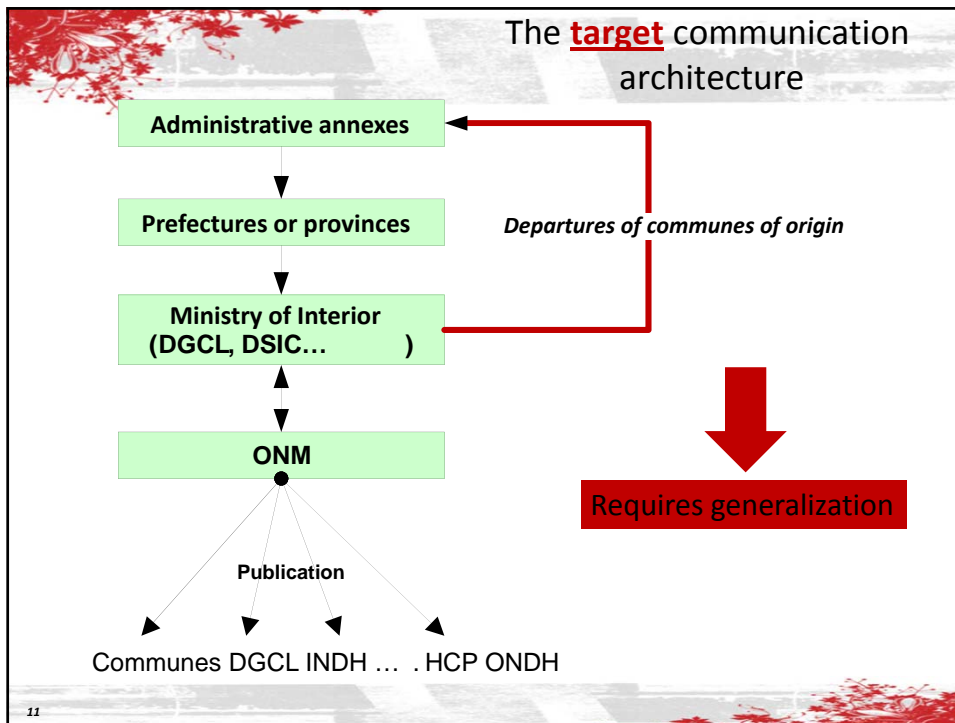 The target communication
architecture
Administrative annexes
Prefectures or provinces
Departures of communes of origin
Ministry of Interior
(DGCL, DSIC… )
ONM
Requires generalization
Publication
Communes DGCL INDH … . HCP ONDH
11